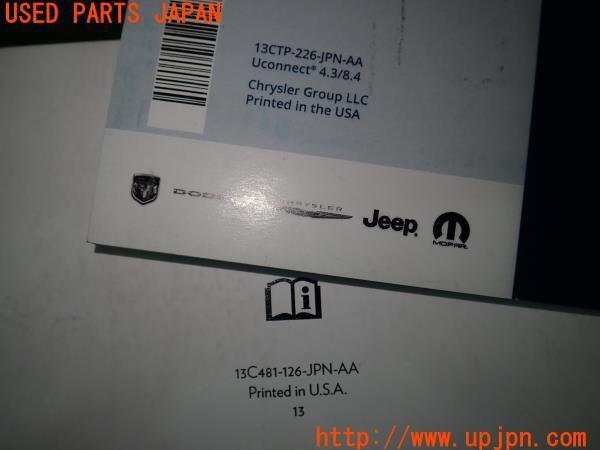 USED PARTS JAPAN
13CTP-226-JPN-AA
Uconnect® 4.3/8.4
Chrysler Group LLC
Printed in the USA
CHRYSLER
Jeep®
MOPAR
13C481-126-JPN-AA
Printed in U.S.A.
13
http://www.upjpn.com